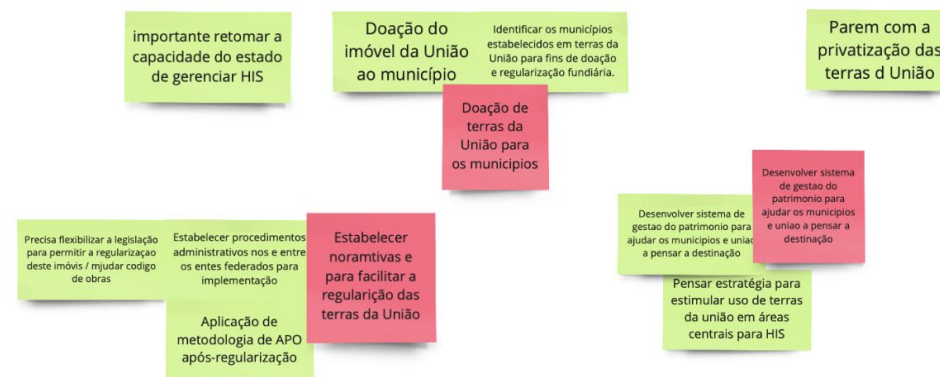 importante retomar a
capacidade do estado
de gerenciar HIS
Doação do
imóvel da União
ao município
Identificar os municípios
estabelecidos em terras da
União para fins de doação
e regularização fundiária.
Parem com a
privatização das
terras d União
Doação de
terras da
União para
os municipios
Precisa flexibilizar a legislação
para permitir a regularizaçao
deste imóvis / mjudar codigo
de obras
Estabelecer procedimentos
administrativos nos e entre
os entes federados para
implementação
Estabelecer
noramtivas e
para facilitar a
regularição das
terras da União
Aplicação de
metodologia de APO
após-regularização
Desenvolver sistema de
gestao do patrimonio para
ajudar os municipios e uniao
a pensar a destinação
Desenvolver sistema
de gestao do
patrimonio para
ajudar os municipios
e uniao a pensar a
destinação
Pensar estratégia para
estimular uso de terras
da união em áreas
centrais para HIS